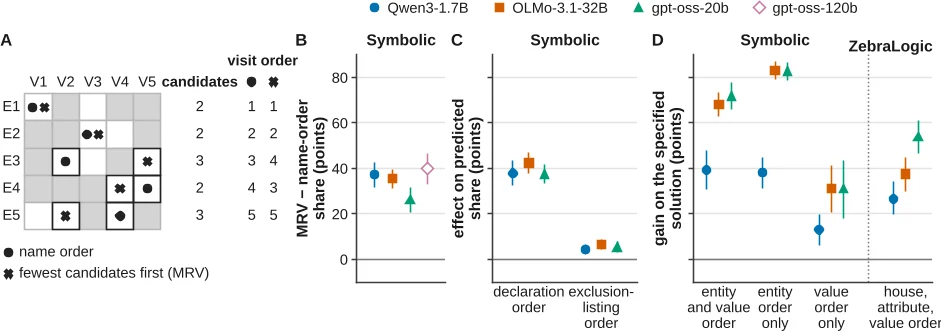 Qwen3-1.7B OLMo-3.1-32B gpt-oss-20b gpt-oss-120b
A
visit order
V1 V2 V3 V4 V5 candidates
E1 2 1 1
E2 2 2 2
E3 3 3 4
E4 2 4 3
E5 3 5 5
name order
fewest candidates first (MRV)
B Symbolic
MRV − name-order
share (points)
80
60
40
20
0
C Symbolic
effect on predicted
share (points)
declaration
order
exclusion-
listing
order
D Symbolic
ZebraLogic
gain on the specified
solution (points)
entity
and value
order
entity
order
only
value
order
only
house,
attribute,
value order